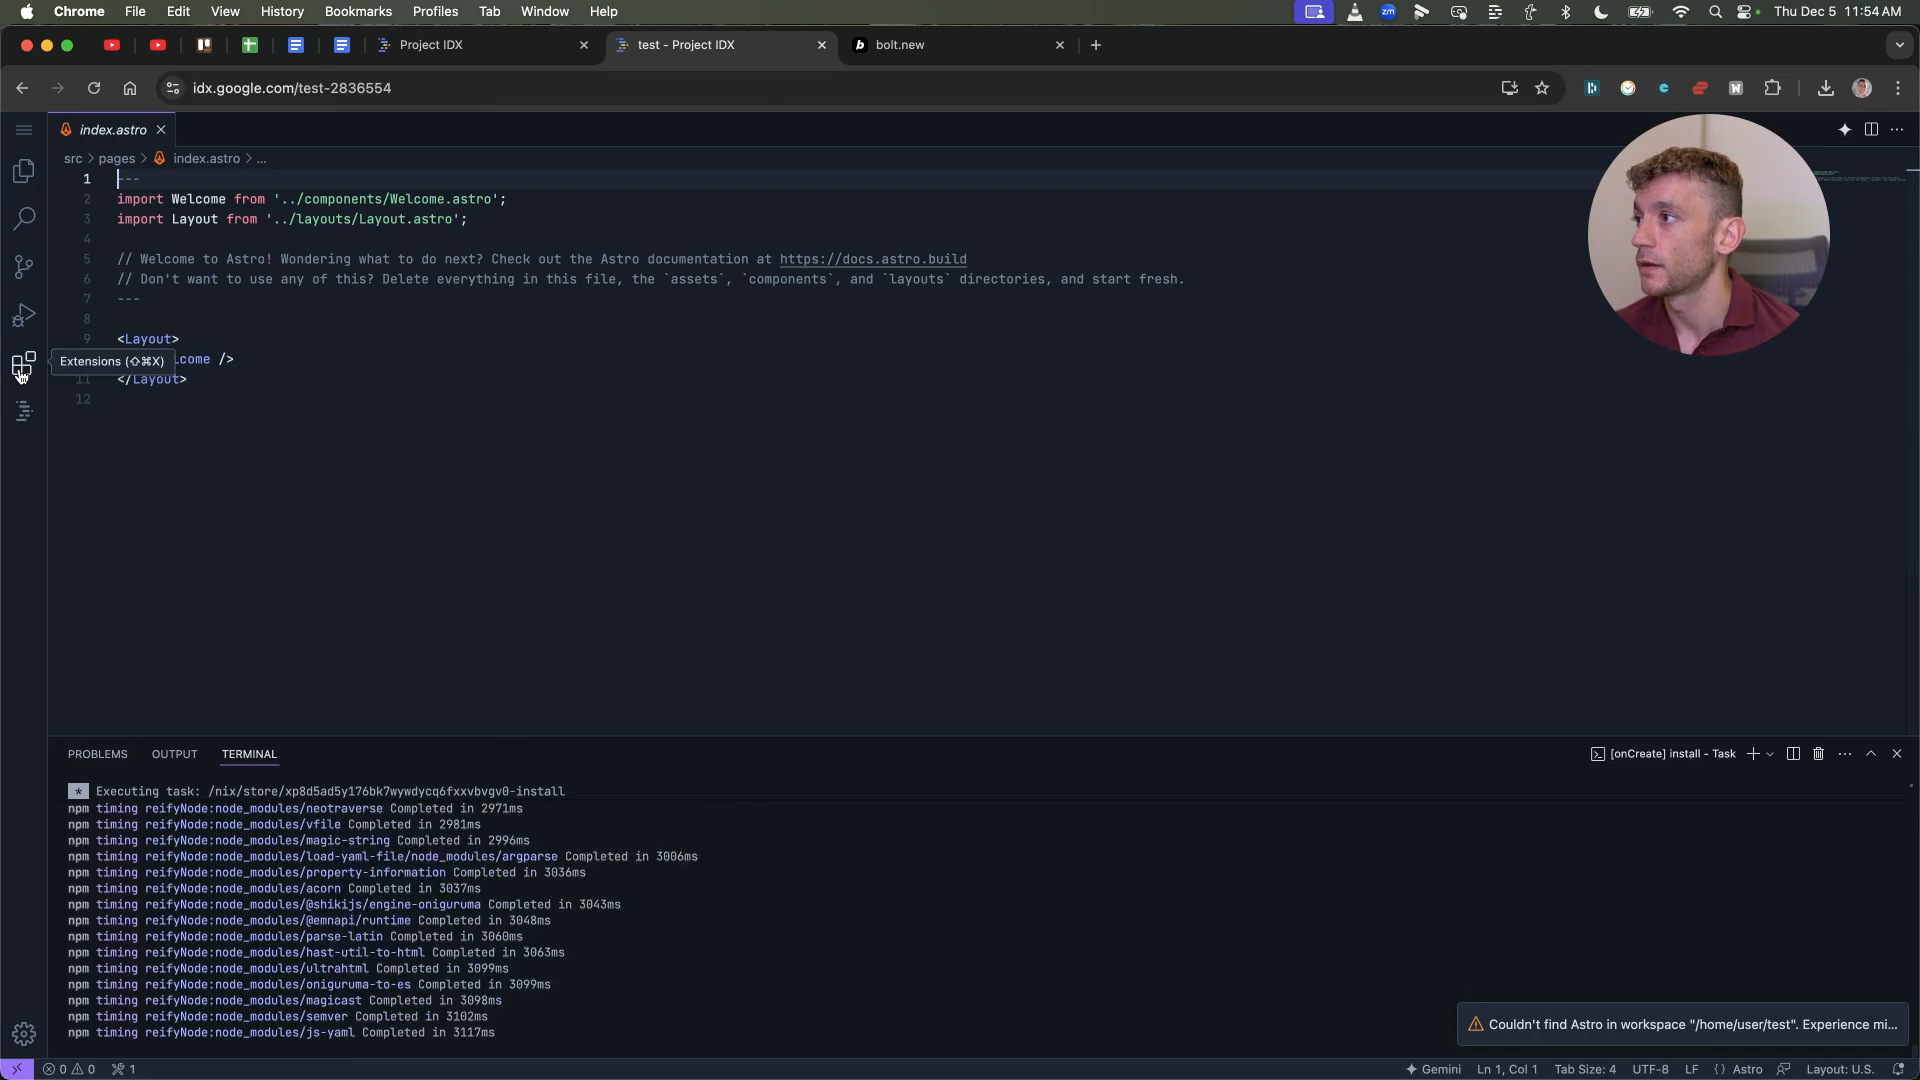 Chrome File Edit View History Bookmarks Profiles Tab Window Help
zm
Thu Dec 5 11:54 AM
Project IDX
test - Project IDX
b bolt.new
idx.google.com/test-2836554
index.astro
src > pages > index.astro > ...
1 ---
2 import Welcome from '../components/Welcome.astro';
3 import Layout from '../layouts/Layout.astro';
4
5 // Welcome to Astro! Wondering what to do next? Check out the Astro documentation at https://docs.astro.build
6 // Don't want to use any of this? Delete everything in this file, the `assets`, `components`, and `layouts` directories, and start fresh.
7 ---
8
9 <Layout>
Extensions (⇧⌘X)
lcome />
11 </Layout>
12
PROBLEMS OUTPUT TERMINAL
[onCreate] install - Task
* Executing task: /nix/store/xp8d5ad5y176bk7wywdycq6fxxvbvgv0-install
npm timing reifyNode:node_modules/neotraverse Completed in 2971ms
npm timing reifyNode:node_modules/vfile Completed in 2981ms
npm timing reifyNode:node_modules/magic-string Completed in 2996ms
npm timing reifyNode:node_modules/load-yaml-file/node_modules/argparse Completed in 3006ms
npm timing reifyNode:node_modules/property-information Completed in 3036ms
npm timing reifyNode:node_modules/acorn Completed in 3037ms
npm timing reifyNode:node_modules/@shikijs/engine-oniguruma Completed in 3043ms
npm timing reifyNode:node_modules/@emnapi/runtime Completed in 3048ms
npm timing reifyNode:node_modules/parse-latin Completed in 3060ms
npm timing reifyNode:node_modules/hast-util-to-html Completed in 3063ms
npm timing reifyNode:node_modules/ultrahtml Completed in 3099ms
npm timing reifyNode:node_modules/oniguruma-to-es Completed in 3099ms
npm timing reifyNode:node_modules/magicast Completed in 3098ms
npm timing reifyNode:node_modules/semver Completed in 3102ms
npm timing reifyNode:node_modules/js-yaml Completed in 3117ms
Couldn't find Astro in workspace "/home/user/test". Experience mi...
0 0 1
Gemini Ln 1, Col 1 Tab Size: 4 UTF-8 LF {} Astro Layout: U.S.